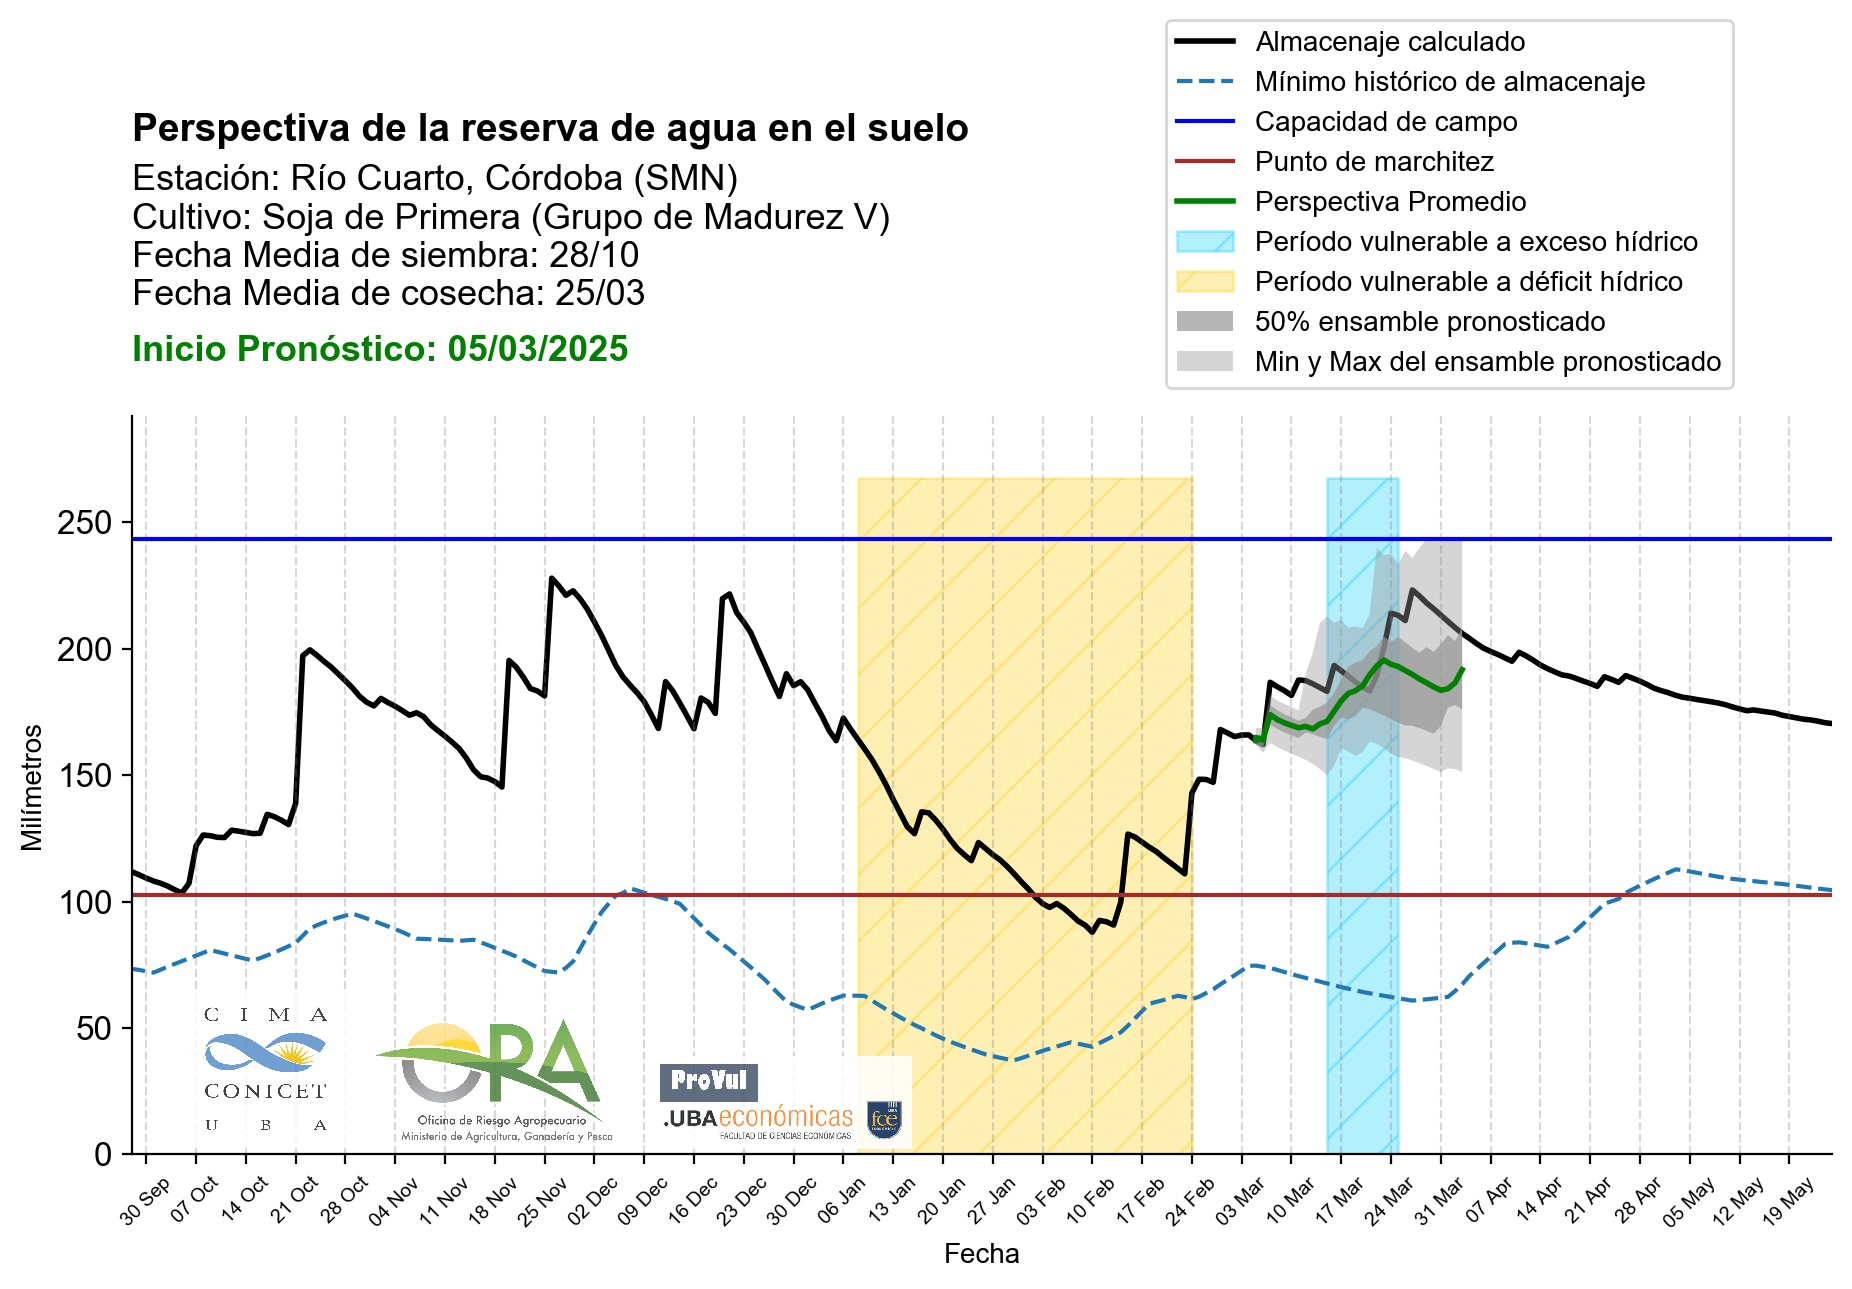 Almacenaje calculado
Mínimo histórico de almacenaje
Capacidad de campo
Punto de marchitez
Perspectiva Promedio
Período vulnerable a exceso hídrico
Período vulnerable a déficit hídrico
50% ensamble pronosticado
Min y Max del ensamble pronosticado
Perspectiva de la reserva de agua en el suelo
Estación: Río Cuarto, Córdoba (SMN)
Cultivo: Soja de Primera (Grupo de Madurez V)
Fecha Media de siembra: 28/10
Fecha Media de cosecha: 25/03
Inicio Pronóstico: 05/03/2025
Milímetros
250
200
150
100
50
0
CIMA
CONICET
UBA
ORA
Oficina de Riesgo Agropecuario
Ministerio de Agricultura, Ganadería y Pesca
ProVul
.UBAeconómicas
FACULTAD DE CIENCIAS ECONÓMICAS
UBA
fce
ECONÓMICAS
30 Sep
07 Oct
14 Oct
21 Oct
28 Oct
04 Nov
11 Nov
18 Nov
25 Nov
02 Dec
09 Dec
16 Dec
23 Dec
30 Dec
06 Jan
13 Jan
20 Jan
27 Jan
03 Feb
10 Feb
17 Feb
24 Feb
03 Mar
10 Mar
17 Mar
24 Mar
31 Mar
07 Apr
14 Apr
21 Apr
28 Apr
05 May
12 May
19 May
Fecha